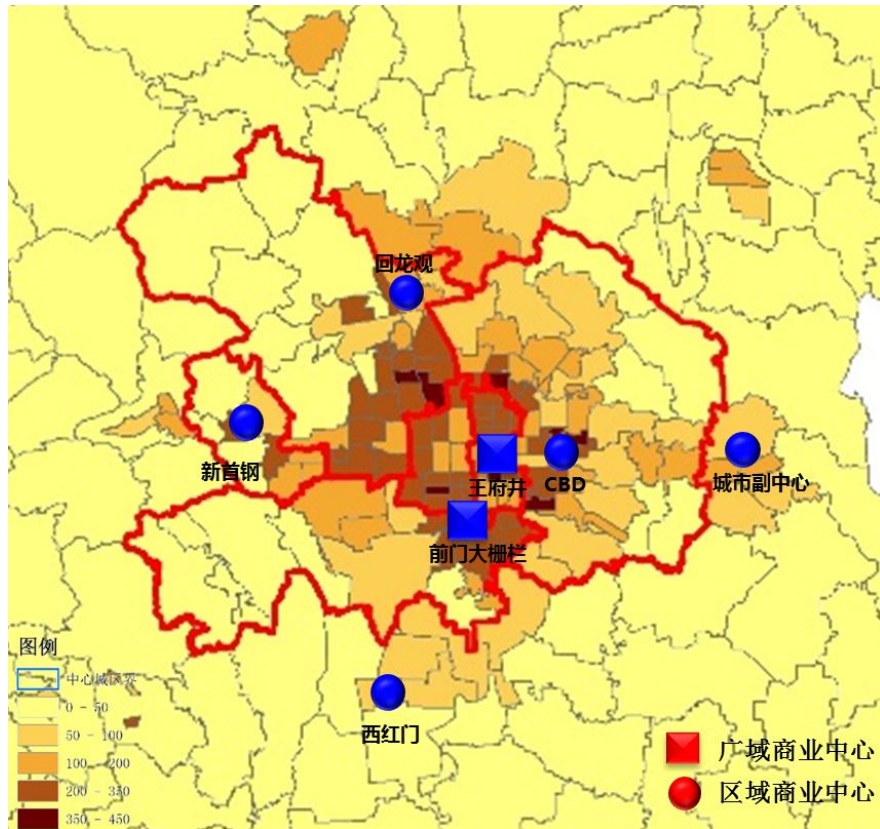 回龙观
新首钢
王府井
CBD
城市副中心
前门大栅栏
西红门
图例
中心城区界
0 - 50
50 - 100
100 - 200
200 - 350
350 - 450
广域商业中心
区域商业中心